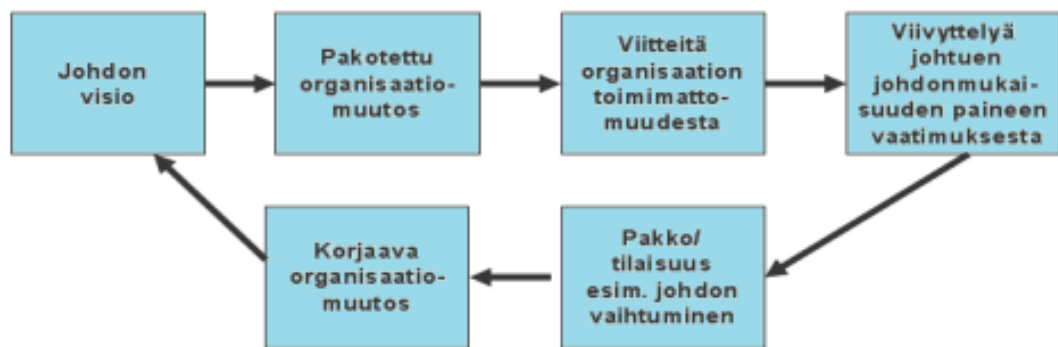 Johdon
visio
Pakotettu
organisaatio-
muutos
Viitteitä
organisaation
toimimatto-
muudesta
Viivyttelyä
johtuen
johdonmukai-
suuden paineen
vaatimuksesta
Korjaava
organisaatio-
muutos
Pakko/
tilaisuus
esim. johdon
vaihtuminen